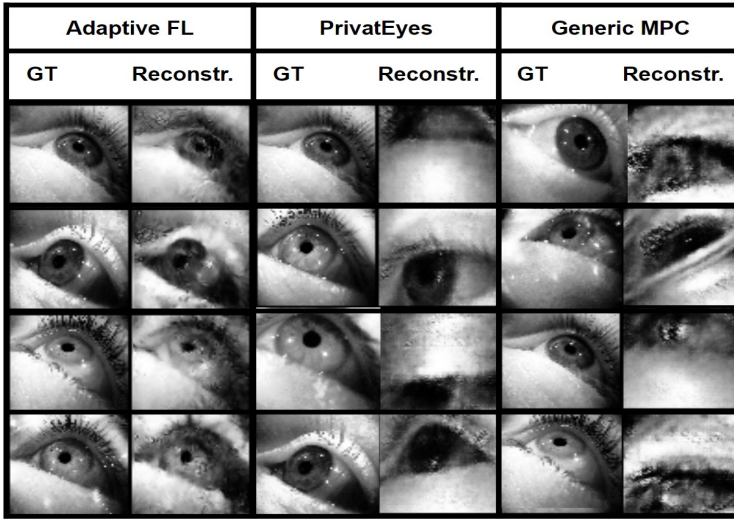 Adaptive FL PrivatEyes Generic MPC
GT Reconstr. GT Reconstr. GT Reconstr.